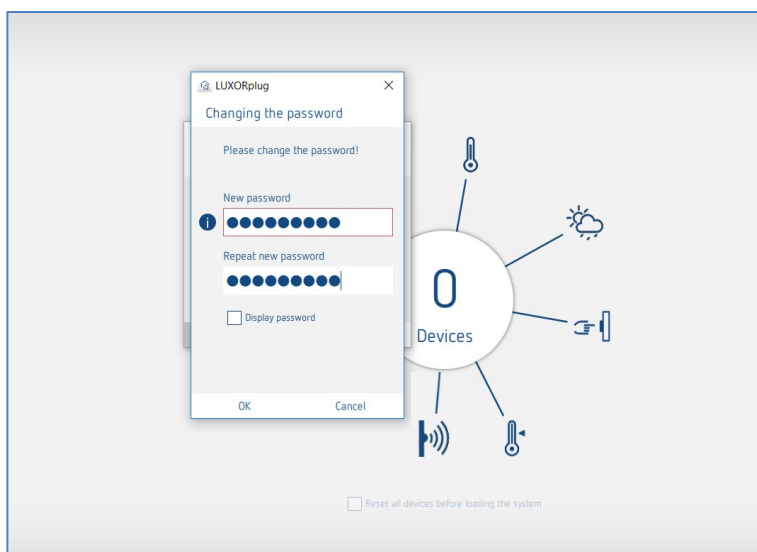 LUXORplug
Changing the password
Please change the password!
New password
Repeat new password
Display password
OK Cancel
0
Devices
Reset all devices before loading the system